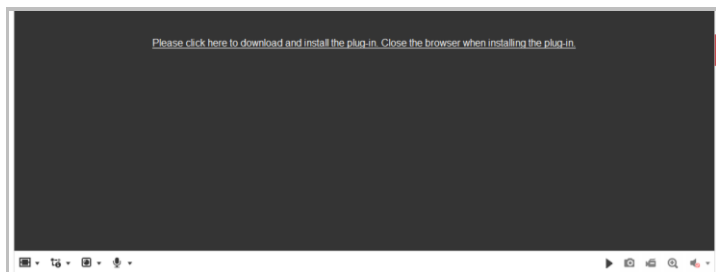 Please click here to download and install the plug-in. Close the browser when installing the plug-in.